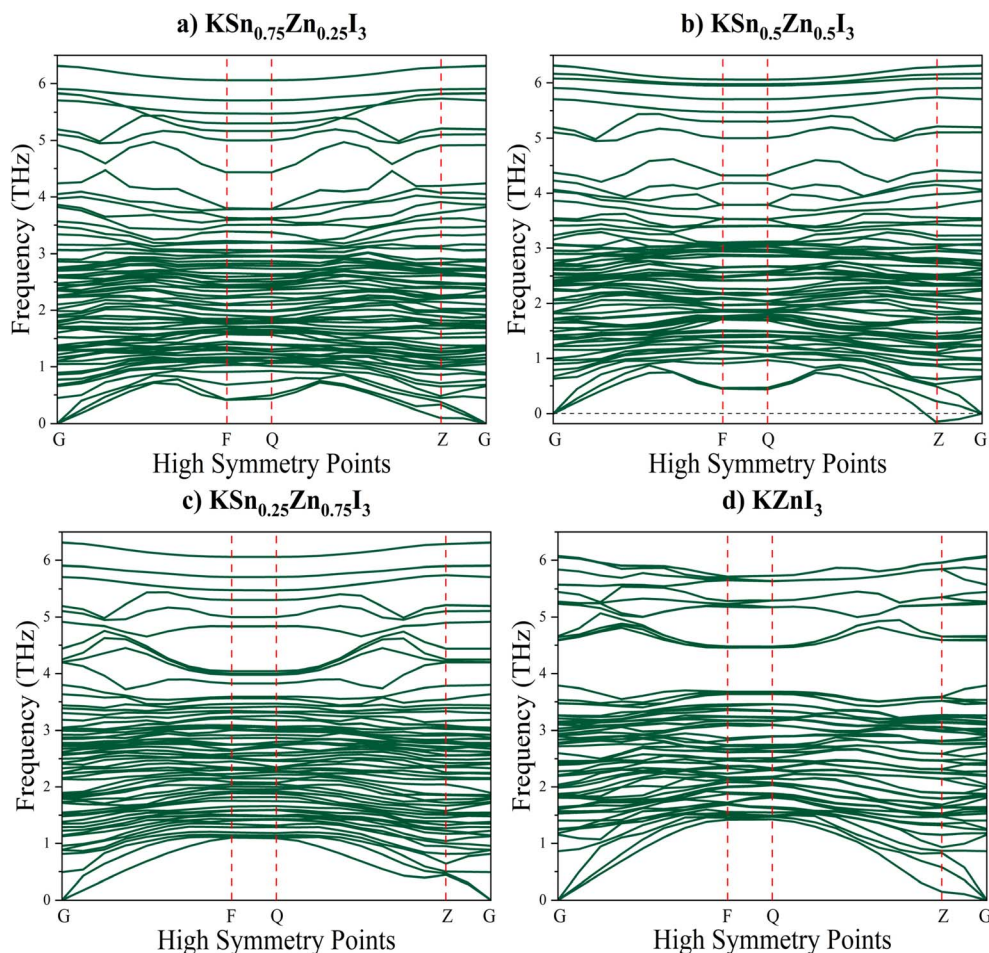 a) KSn₀.₇₅Zn₀.₂₅I₃
Frequency (THz)
6
5
4
3
2
1
0
G F Q Z G
High Symmetry Points
b) KSn₀.₅Zn₀.₅I₃
Frequency (THz)
6
5
4
3
2
1
0
G F Q Z G
High Symmetry Points
c) KSn₀.₂₅Zn₀.₇₅I₃
Frequency (THz)
6
5
4
3
2
1
0
G F Q Z G
High Symmetry Points
d) KZnI₃
Frequency (THz)
6
5
4
3
2
1
0
G F Q Z G
High Symmetry Points